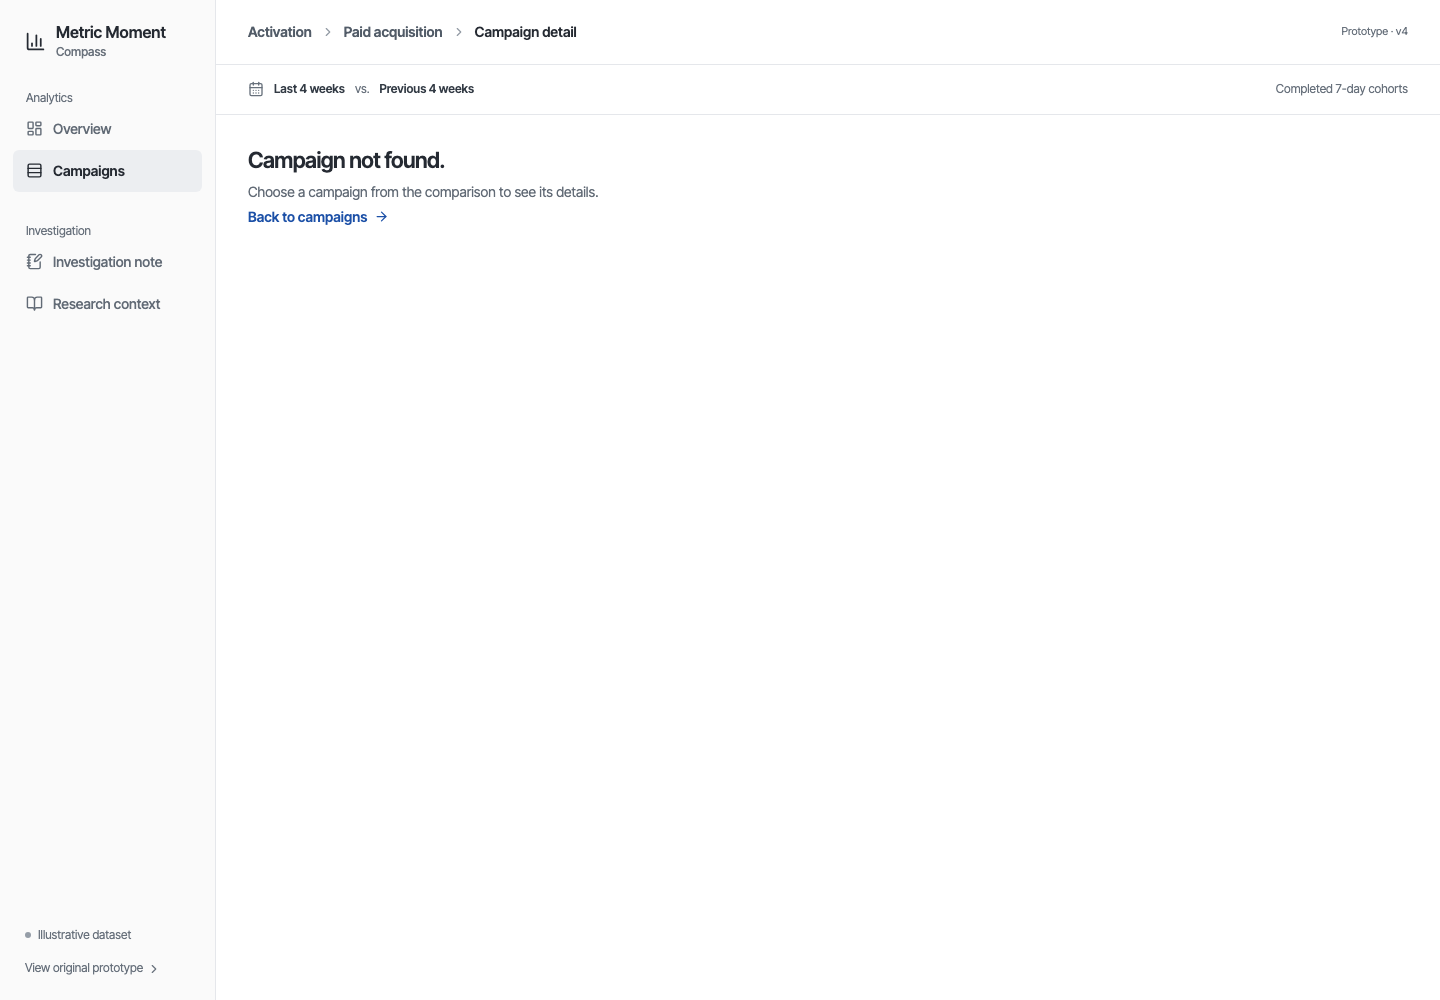 Metric Moment
Compass
Analytics
Overview
Campaigns
Investigation
Investigation note
Research context
Illustrative dataset
View original prototype
Activation > Paid acquisition > Campaign detail
Prototype · v4
Last 4 weeks vs. Previous 4 weeks
Completed 7-day cohorts
Campaign not found.
Choose a campaign from the comparison to see its details.
Back to campaigns →